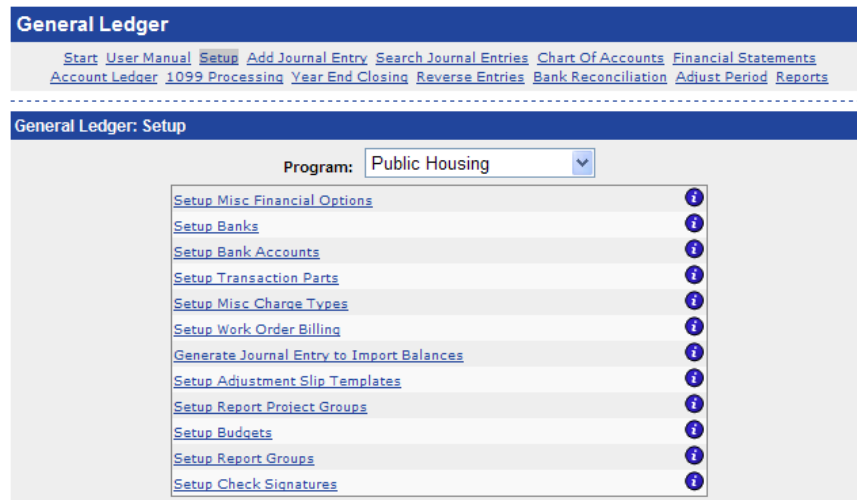 General Ledger
Start User Manual Setup Add Journal Entry Search Journal Entries Chart Of Accounts Financial Statements
Account Ledger 1099 Processing Year End Closing Reverse Entries Bank Reconciliation Adjust Period Reports
General Ledger: Setup
Program: Public Housing
Setup Misc Financial Options
Setup Banks
Setup Bank Accounts
Setup Transaction Parts
Setup Misc Charge Types
Setup Work Order Billing
Generate Journal Entry to Import Balances
Setup Adjustment Slip Templates
Setup Report Project Groups
Setup Budgets
Setup Report Groups
Setup Check Signatures